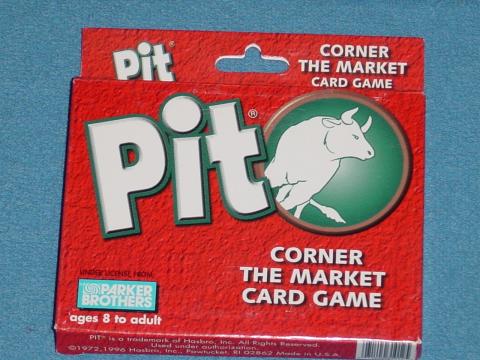 Pit®
CORNER
THE MARKET
CARD GAME
Pit®
CORNER
THE MARKET
CARD GAME
UNDER LICENSE FROM
PARKER
BROTHERS
ages 8 to adult
PIT® is a trademark of Hasbro, Inc. All Rights Reserved.
Used under authorization.
©1972,1996 Hasbro, Inc., Pawtucket, RI 02862 Made in U.S.A.